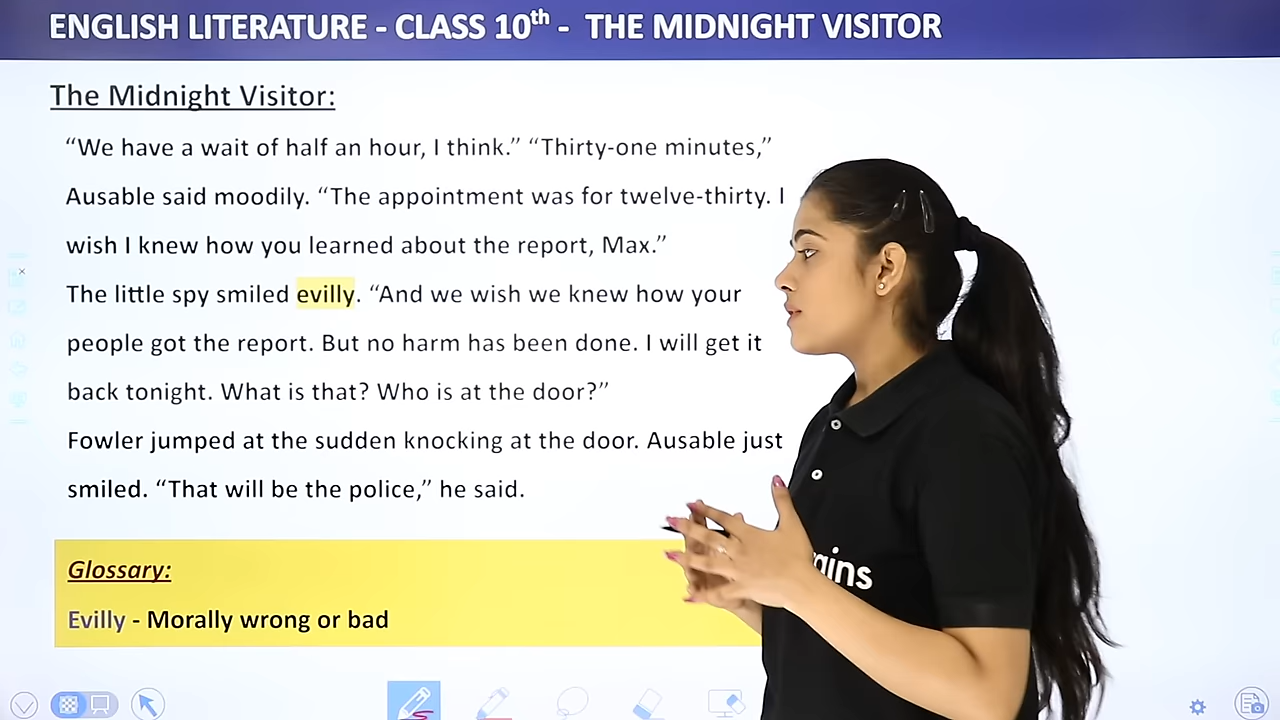 ENGLISH LITERATURE - CLASS 10th - THE MIDNIGHT VISITOR
The Midnight Visitor:
“We have a wait of half an hour, I think.” “Thirty-one minutes,”
Ausable said moodily. “The appointment was for twelve-thirty. I
wish I knew how you learned about the report, Max.”
The little spy smiled evilly. “And we wish we knew how your
people got the report. But no harm has been done. I will get it
back tonight. What is that? Who is at the door?”
Fowler jumped at the sudden knocking at the door. Ausable just
smiled. “That will be the police,” he said.
Glossary:
Evilly - Morally wrong or bad